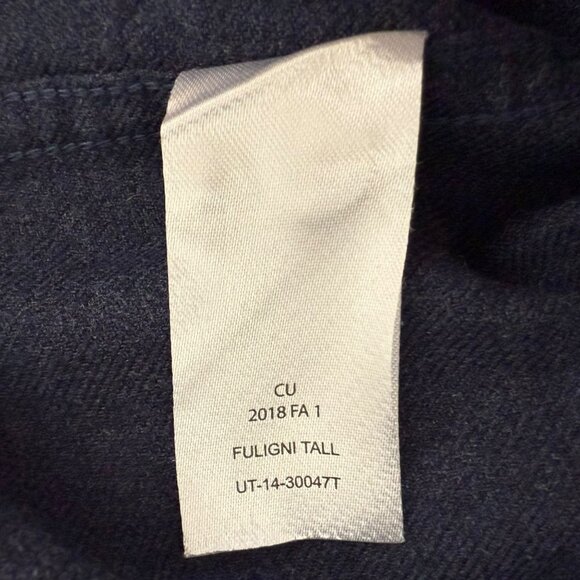 CU
2018 FA 1
FULIGNI TALL
UT-14-30047T